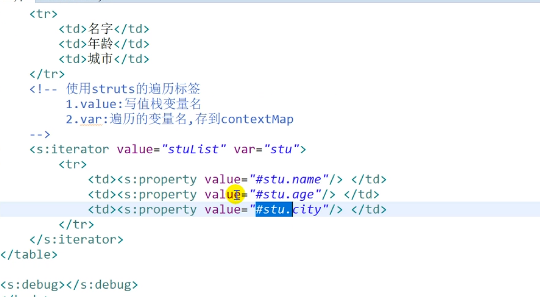 <tr>
<td>名字</td>
<td>年龄</td>
<td>城市</td>
</tr>
<!-- 使用struts的遍历标签
1.value:写值栈变量名
2.var:遍历的变量名,存到contextMap
-->
<s:iterator value="stuList" var="stu">
<tr>
<td><s:property value="#stu.name"/> </td>
<td><s:property value="#stu.age"/> </td>
<td><s:property value="#stu.city"/> </td>
</tr>
</s:iterator>
</table>
<s:debug></s:debug>